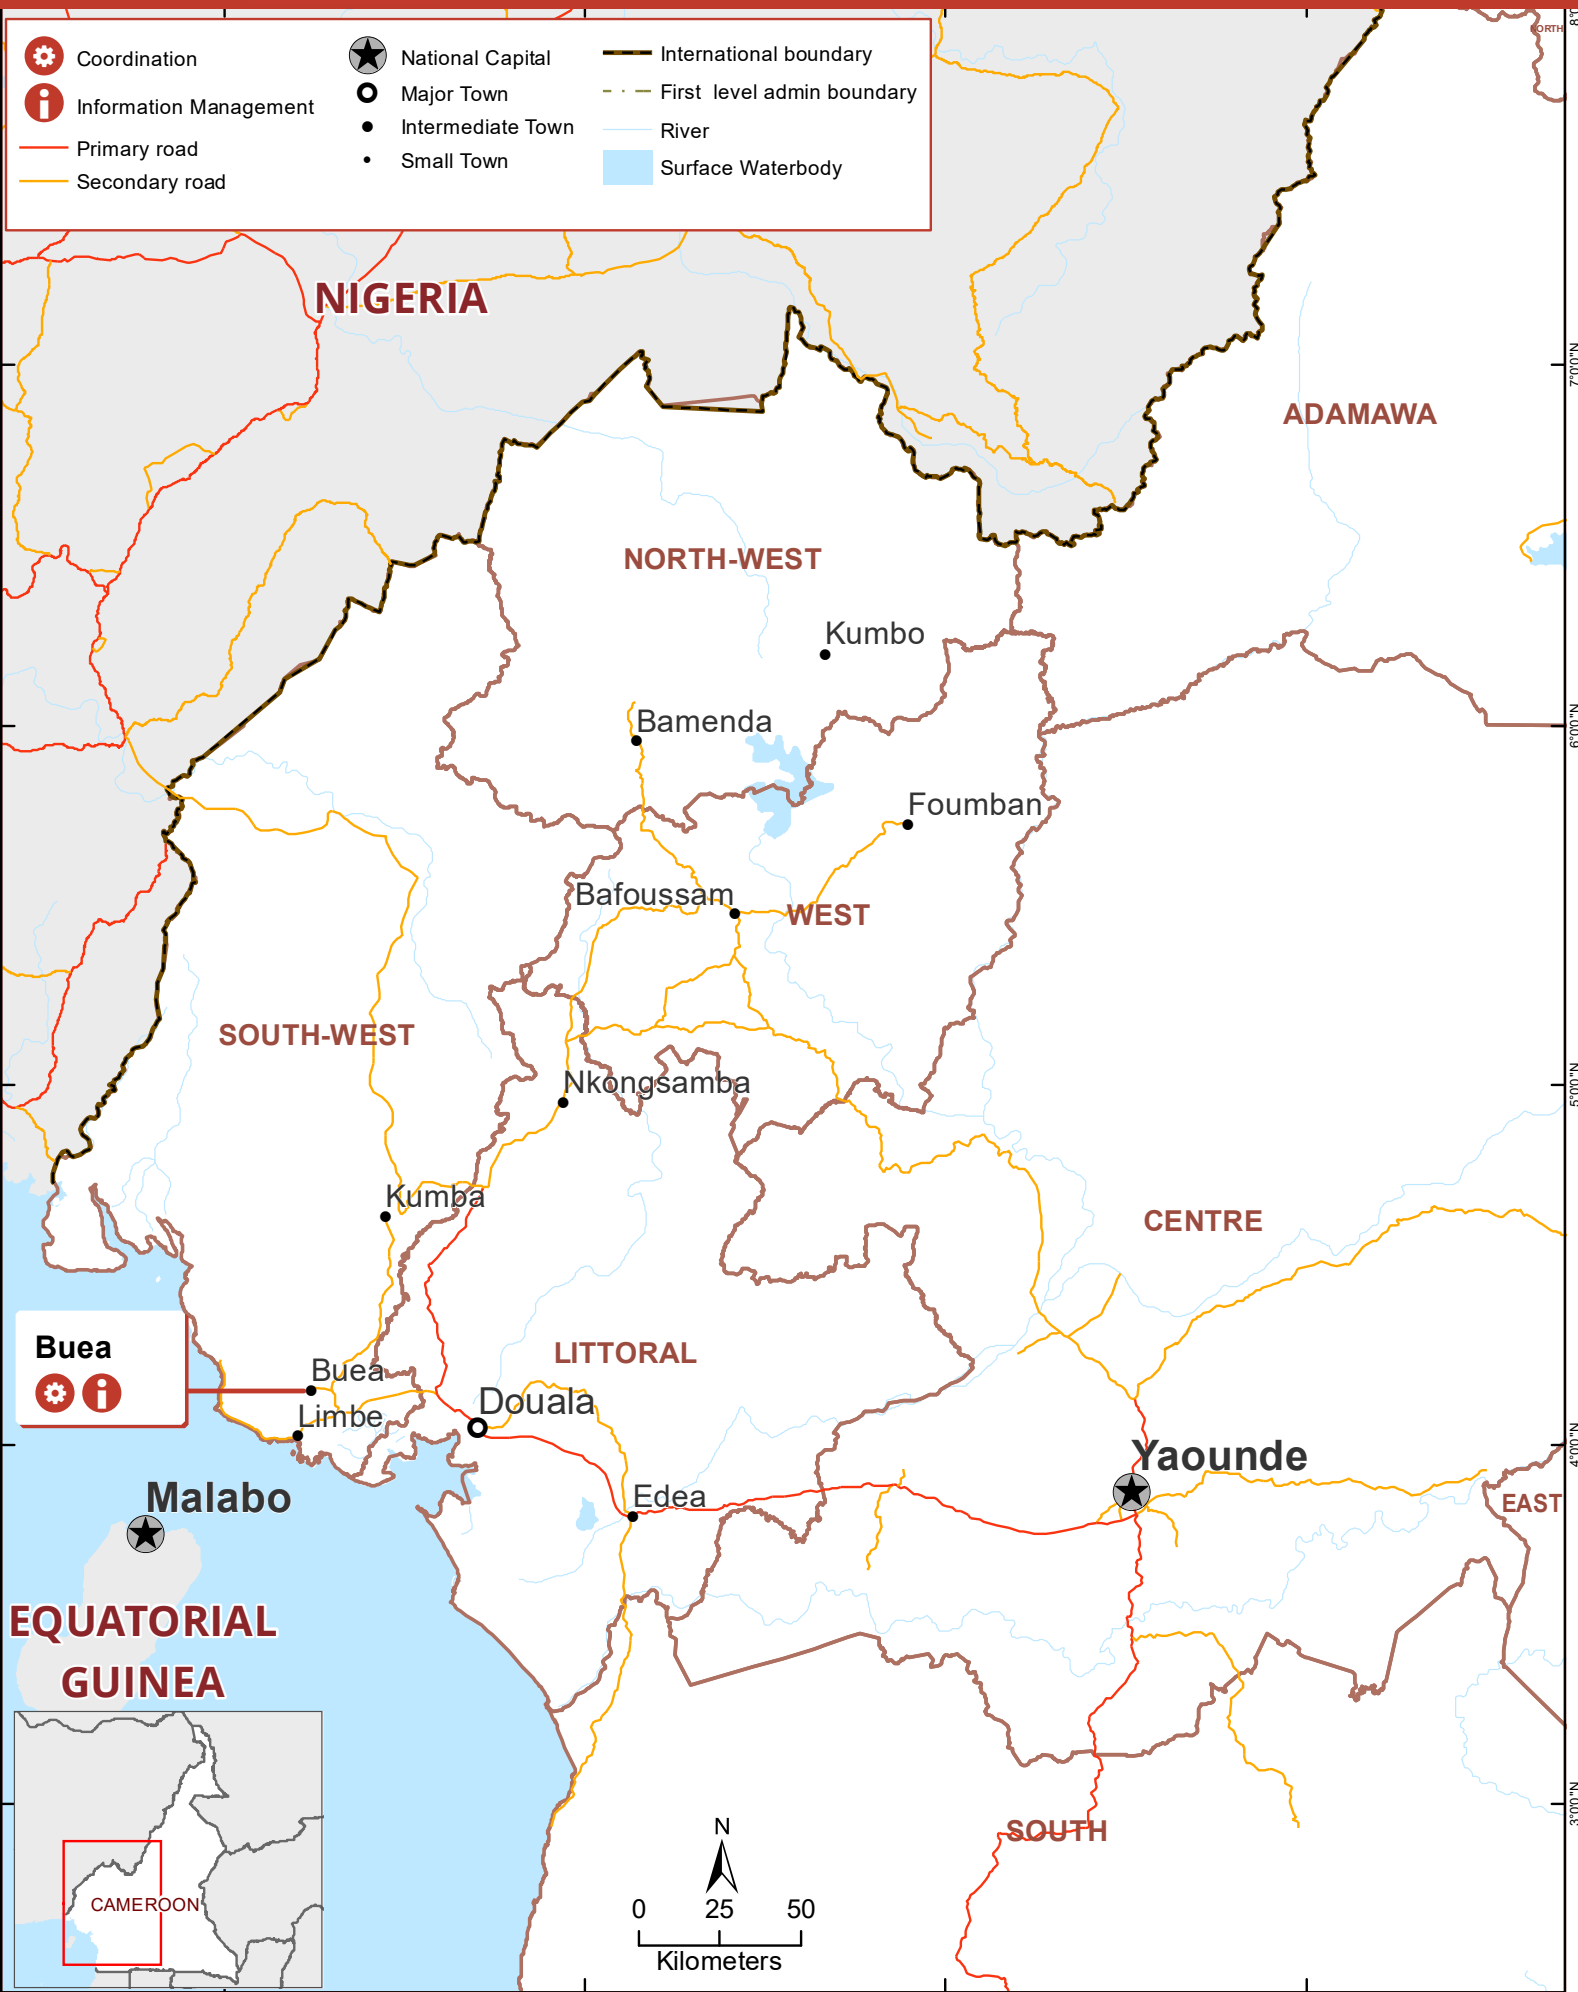 Coordination
Information Management
Primary road
Secondary road
National Capital
Major Town
Intermediate Town
Small Town
International boundary
First level admin boundary
River
Surface Waterbody
NORTH
8°0
NIGERIA
7°0'0"N
ADAMAWA
NORTH-WEST
Kumbo
Bamenda
6°0'0"N
Foumban
Bafoussam
WEST
SOUTH-WEST
Nkongsamba
5°0'0"N
Kumba
CENTRE
Buea
Buea
LITTORAL
Limbe
Douala
4°0'0"N
Yaounde
Malabo
Edea
EAST
EQUATORIAL
GUINEA
3°0'0"N
SOUTH
N
CAMEROON
0 25 50
Kilometers